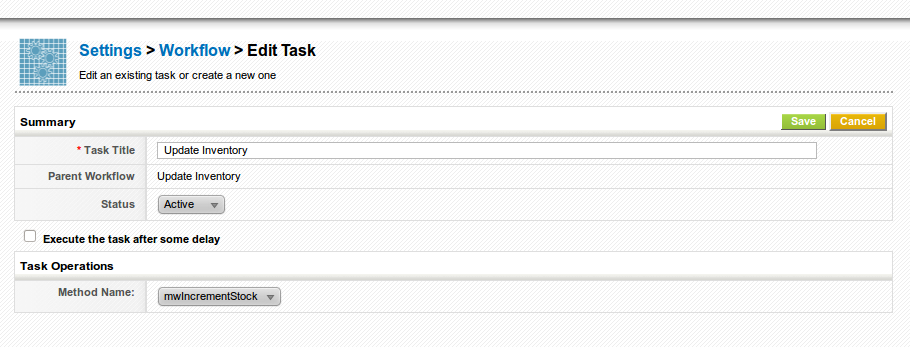 Settings > Workflow > Edit Task
Edit an existing task or create a new one
Summary
Save
Cancel
* Task Title
Update Inventory
Parent Workflow
Update Inventory
Status
Active
Execute the task after some delay
Task Operations
Method Name:
mwIncrementStock